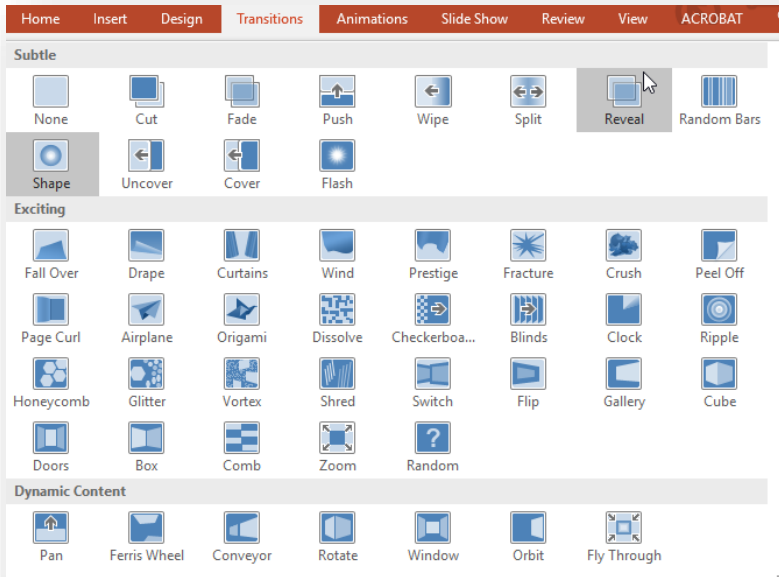 Home Insert Design Transitions Animations Slide Show Review View ACROBAT
Subtle
None Cut Fade Push Wipe Split Reveal Random Bars
Shape Uncover Cover Flash
Exciting
Fall Over Drape Curtains Wind Prestige Fracture Crush Peel Off
Page Curl Airplane Origami Dissolve Checkerboa... Blinds Clock Ripple
Honeycomb Glitter Vortex Shred Switch Flip Gallery Cube
?
Doors Box Comb Zoom Random
Dynamic Content
Pan Ferris Wheel Conveyor Rotate Window Orbit Fly Through